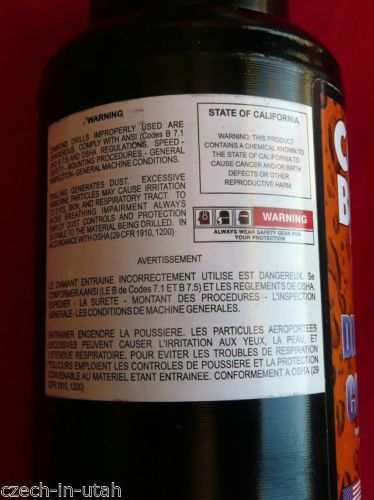 WARNING
DIAMOND DRILLS IMPROPERLY USED ARE
DANGEROUS. COMPLY WITH ANSI (Codes B 7.1
AND B 7.5) AND OSHA REGULATIONS. SPEED -
SAFETY - MOUNTING PROCEDURES - GENERAL
INSPECTION - GENERAL MACHINE CONDITIONS.
DRILLING GENERATES DUST. EXCESSIVE
AIRBORNE PARTICLES MAY CAUSE IRRITATION
TO EYES, SKIN, AND RESPIRATORY TRACT. TO
AVOID BREATHING IMPAIRMENT ALWAYS
EMPLOY DUST CONTROLS AND PROTECTION
SUITABLE TO THE MATERIAL BEING DRILLED. IN
ACCORDANCE WITH OSHA (29 CFR 1910, 1200)
STATE OF CALIFORNIA
WARNING: THIS PRODUCT
CONTAINS A CHEMICAL KNOWN TO
THE STATE OF CALIFORNIA TO
CAUSE CANCER AND/OR BIRTH
DEFECTS OR OTHER
REPRODUCTIVE HARM.
WARNING
ALWAYS WEAR SAFETY GEAR FOR
YOUR PROTECTION
AVERTISSEMENT
LE DIAMANT ENTRAINE INCORRECTEMENT UTILISE EST DANGEREUX. Se
CONFORMER ANSI (LE B de Codes 7.1 ET B 7.5) ET LES REGLEMENTS DE OSHA.
EXPEDIER - LA SURETE - MONTANT DES PROCEDURES - L'INSPECTION
GENERALE-LES CONDITIONS DE MACHINE GENERALES.
ENTRAINER ENGENDRE LA POUSSIERE. LES PARTICULES AEROPORTEES
EXCESSIVES PEUVENT CAUSER L'IRRITATION AUX YEUX, LA PEAU, ET
L'ETENDUE RESPIRATOIRE, POUR EVITER LES TROUBLES DE RESPIRATION
TOUJOURS EMPLOIENT LES CONTROLES DE POUSSIERE ET LA PROTECTION
CONVENABLE AU MATERIEL ETANT ENTRAINEE. CONFORMEMENT A OSHA (29
CFR 1910, 1200)
czech-in-utah